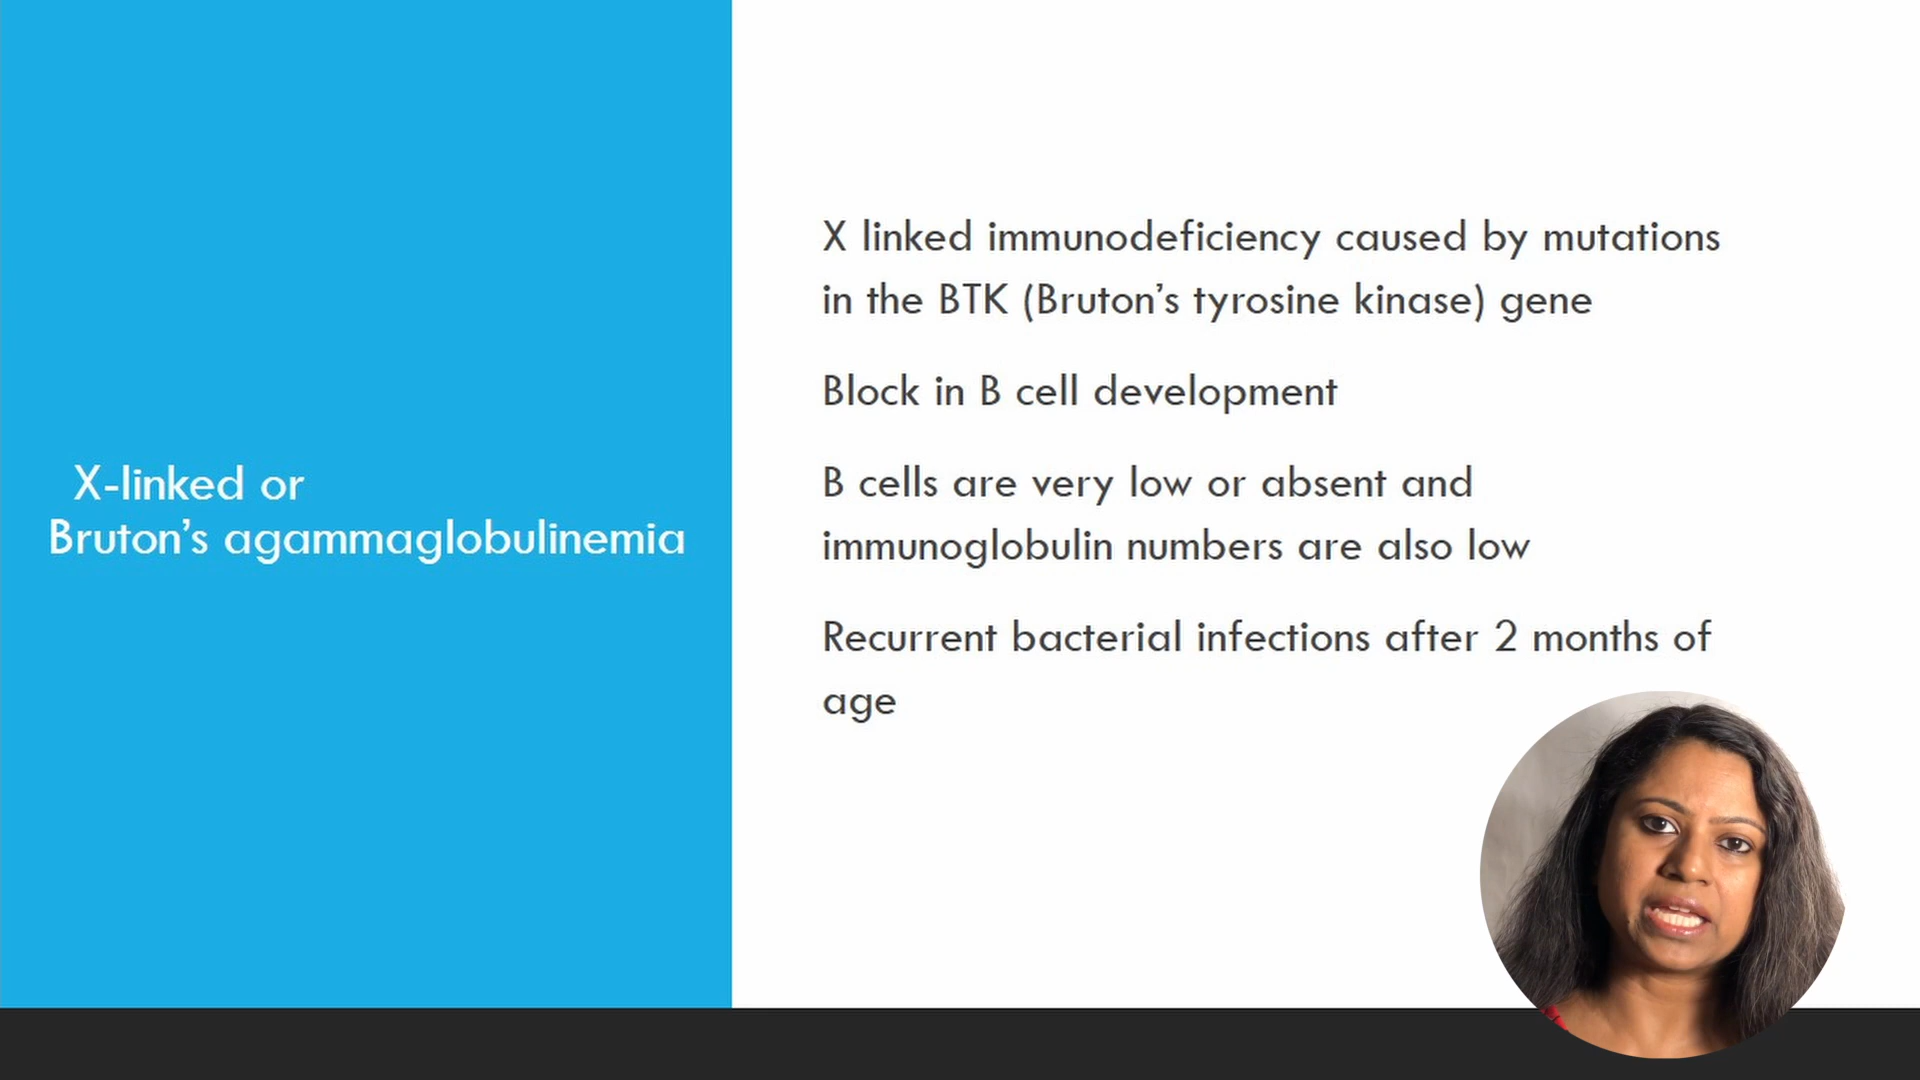 X-linked or
Bruton’s agammaglobulinemia
X linked immunodeficiency caused by mutations
in the BTK (Bruton’s tyrosine kinase) gene
Block in B cell development
B cells are very low or absent and
immunoglobulin numbers are also low
Recurrent bacterial infections after 2 months of
age